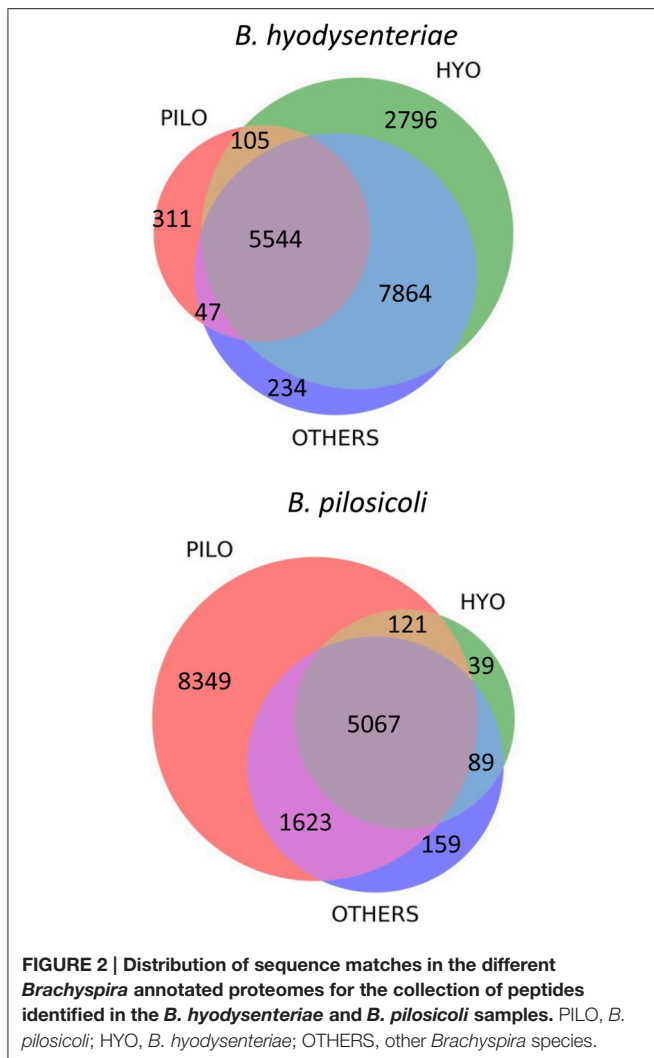 B. hyodysenteriae
HYO
PILO
2796
105
311
5544
7864
47
234
OTHERS
B. pilosicoli
PILO
HYO
121
39
8349
5067
89
1623
159
OTHERS
FIGURE 2 | Distribution of sequence matches in the different
Brachyspira annotated proteomes for the collection of peptides
identified in the B. hyodysenteriae and B. pilosicoli samples. PILO, B.
pilosicoli; HYO, B. hyodysenteriae; OTHERS, other Brachyspira species.